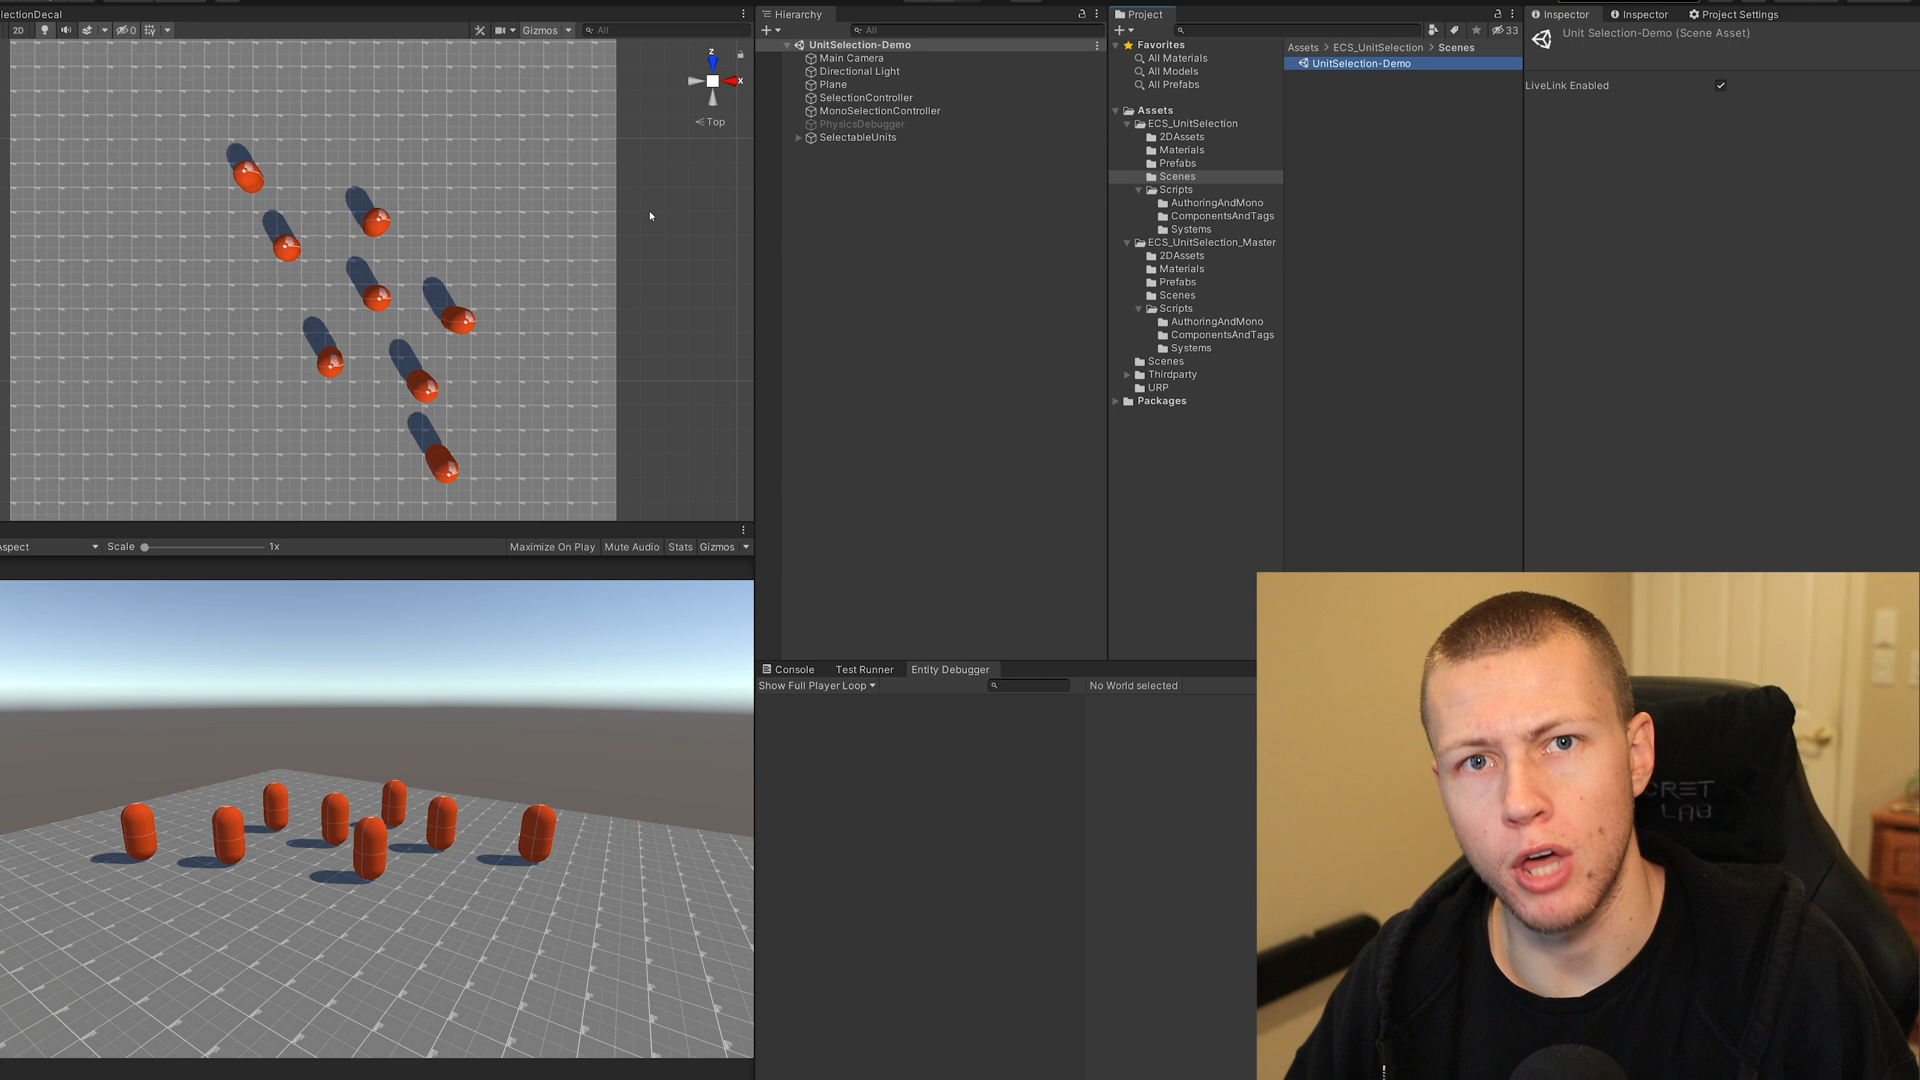 lectionDecal
2D
0
Gizmos
All
z
x
Top
Aspect
Scale
1x
Maximize On Play
Mute Audio
Stats
Gizmos
Hierarchy
All
UnitSelection-Demo
Main Camera
Directional Light
Plane
SelectionController
MonoSelectionController
PhysicsDebugger
SelectableUnits
Project
33
Favorites
All Materials
All Models
All Prefabs
Assets
ECS_UnitSelection
2DAssets
Materials
Prefabs
Scenes
Scripts
AuthoringAndMono
ComponentsAndTags
Systems
ECS_UnitSelection_Master
2DAssets
Materials
Prefabs
Scenes
Scripts
AuthoringAndMono
ComponentsAndTags
Systems
Scenes
Thirdparty
URP
Packages
Assets > ECS_UnitSelection > Scenes
UnitSelection-Demo
Inspector
Inspector
Project Settings
Unit Selection-Demo (Scene Asset)
LiveLink Enabled
Console
Test Runner
Entity Debugger
Show Full Player Loop
No World selected
CRET
LAB